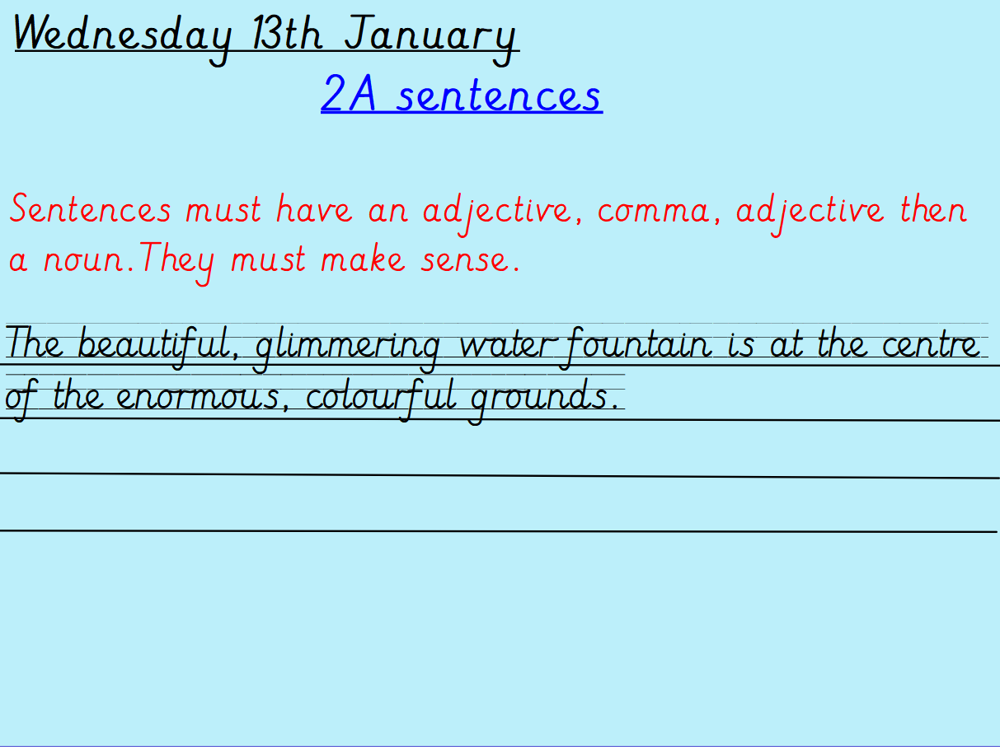 Wednesday 13th January
2A sentences
Sentences must have an adjective, comma, adjective then
a noun.They must make sense.
The beautiful, glimmering water fountain is at the centre
of the enormous, colourful grounds.